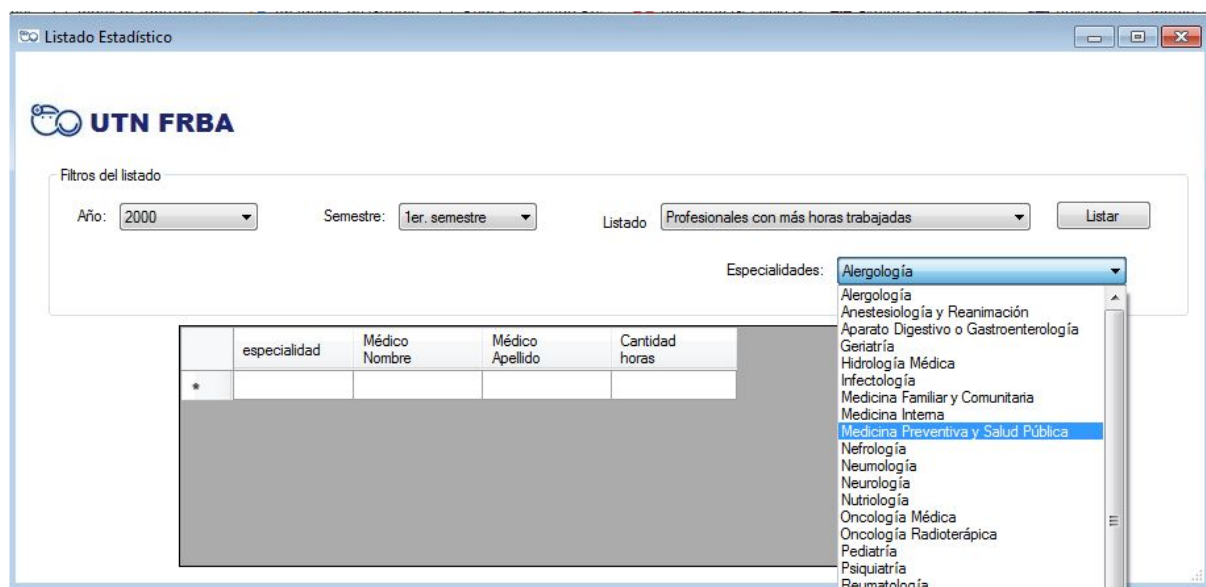 Listado Estadístico
UTN FRBA
Filtros del listado
Año: 2000 Semestre: 1er. semestre Listado Profesionales con más horas trabajadas Listar
Especialidades: Alergología
Alergología
Anestesiología y Reanimación
Aparato Digestivo o Gastroenterología
Geriatría
Hidrología Médica
Infectología
Medicina Familiar y Comunitaria
Medicina Interna
Medicina Preventiva y Salud Pública
Nefrología
Neumología
Neurología
Nutriología
Oncología Médica
Oncología Radioterápica
Pediatría
Psiquiatría
Reumatología
especialidad Médico Nombre Médico Apellido Cantidad horas
*